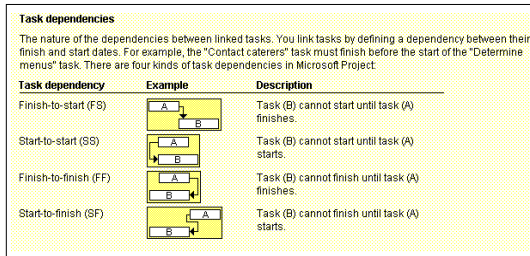 Task dependencies
The nature of the dependencies between linked tasks. You link tasks by defining a dependency between their
finish and start dates. For example, the "Contact caterers" task must finish before the start of the "Determine
menus" task. There are four kinds of task dependencies in Microsoft Project:
Task dependency Example Description
Finish-to-start (FS) A B Task (B) cannot start until task (A)
finishes.
Start-to-start (SS) A B Task (B) cannot start until task (A)
starts.
Finish-to-finish (FF) A B Task (B) cannot finish until task (A)
finishes.
Start-to-finish (SF) A B Task (B) cannot finish until task (A)
starts.